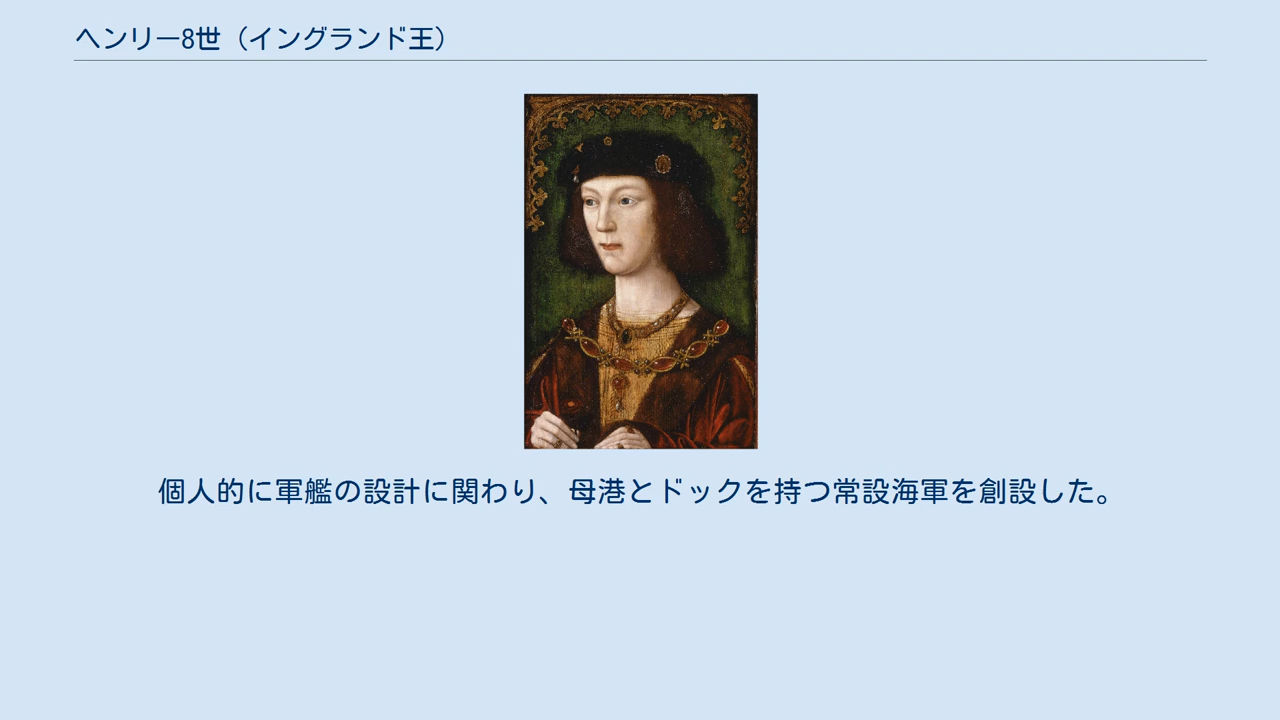 ヘンリー8世（イングランド王）
個人的に軍艦の設計に関わり、母港とドックを持つ常設海軍を創設した。